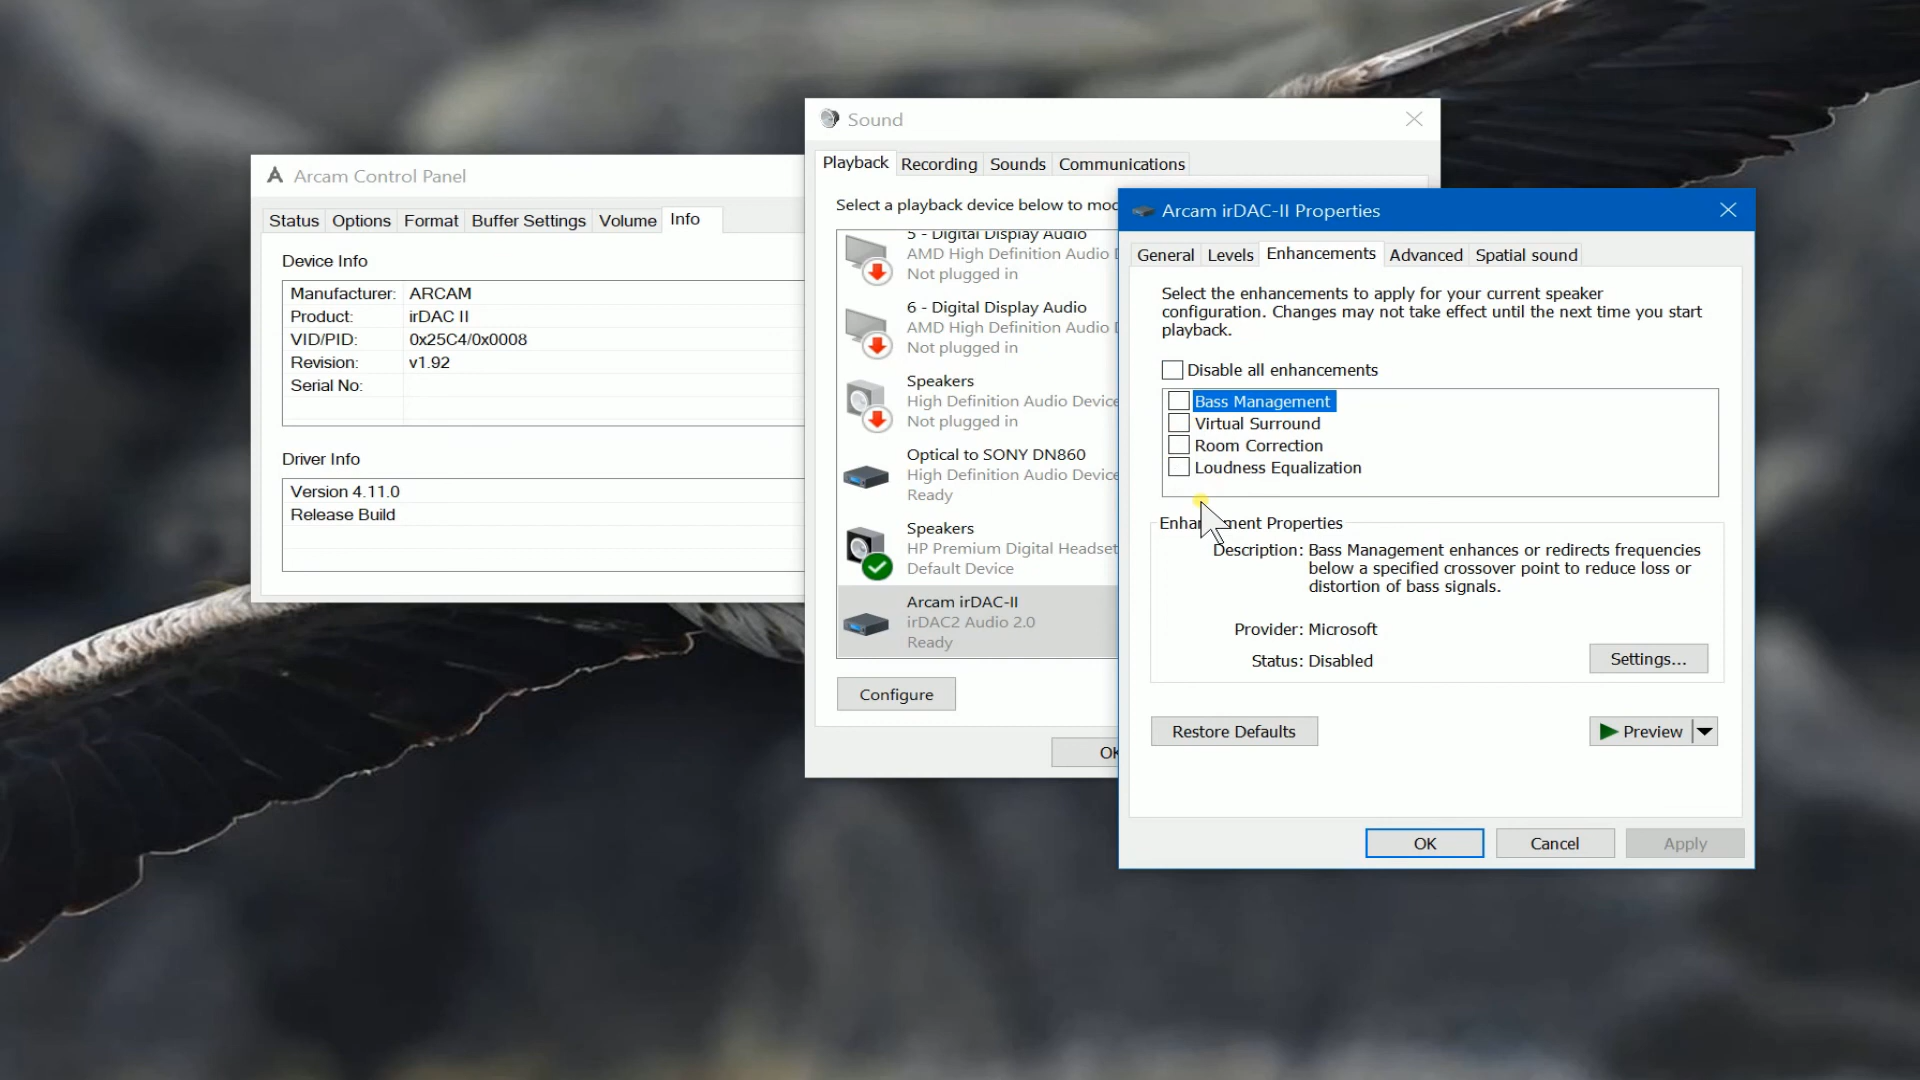 Arcam Control Panel
Status Options Format Buffer Settings Volume Info
Device Info
Manufacturer: ARCAM
Product: irDAC II
VID/PID: 0x25C4/0x0008
Revision: v1.92
Serial No:
Driver Info
Version 4.11.0
Release Build
Sound
Playback Recording Sounds Communications
Select a playback device below to mod
5 - Digital Display Audio
AMD High Definition Audio D
Not plugged in
6 - Digital Display Audio
AMD High Definition Audio D
Not plugged in
Speakers
High Definition Audio Device
Not plugged in
Optical to SONY DN860
High Definition Audio Device
Ready
Speakers
HP Premium Digital Headset
Default Device
Arcam irDAC-II
irDAC2 Audio 2.0
Ready
Configure
OK
Arcam irDAC-II Properties
General Levels Enhancements Advanced Spatial sound
Select the enhancements to apply for your current speaker
configuration. Changes may not take effect until the next time you start
playback.
Disable all enhancements
Bass Management
Virtual Surround
Room Correction
Loudness Equalization
Enhancement Properties
Description: Bass Management enhances or redirects frequencies
below a specified crossover point to reduce loss or
distortion of bass signals.
Provider: Microsoft
Status: Disabled
Settings...
Restore Defaults
Preview
OK
Cancel
Apply